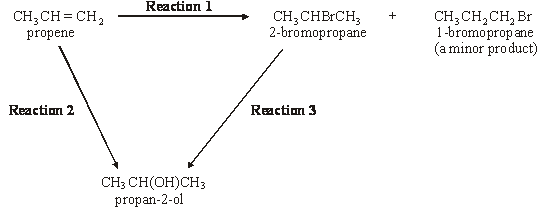 Reaction 1
CH₃CH = CH₂
propene
CH₃CHBrCH₃
2-bromopropane
+
CH₃CH₂CH₂Br
1-bromopropane
(a minor product)
Reaction 2
Reaction 3
CH₃CH(OH)CH₃
propan-2-ol